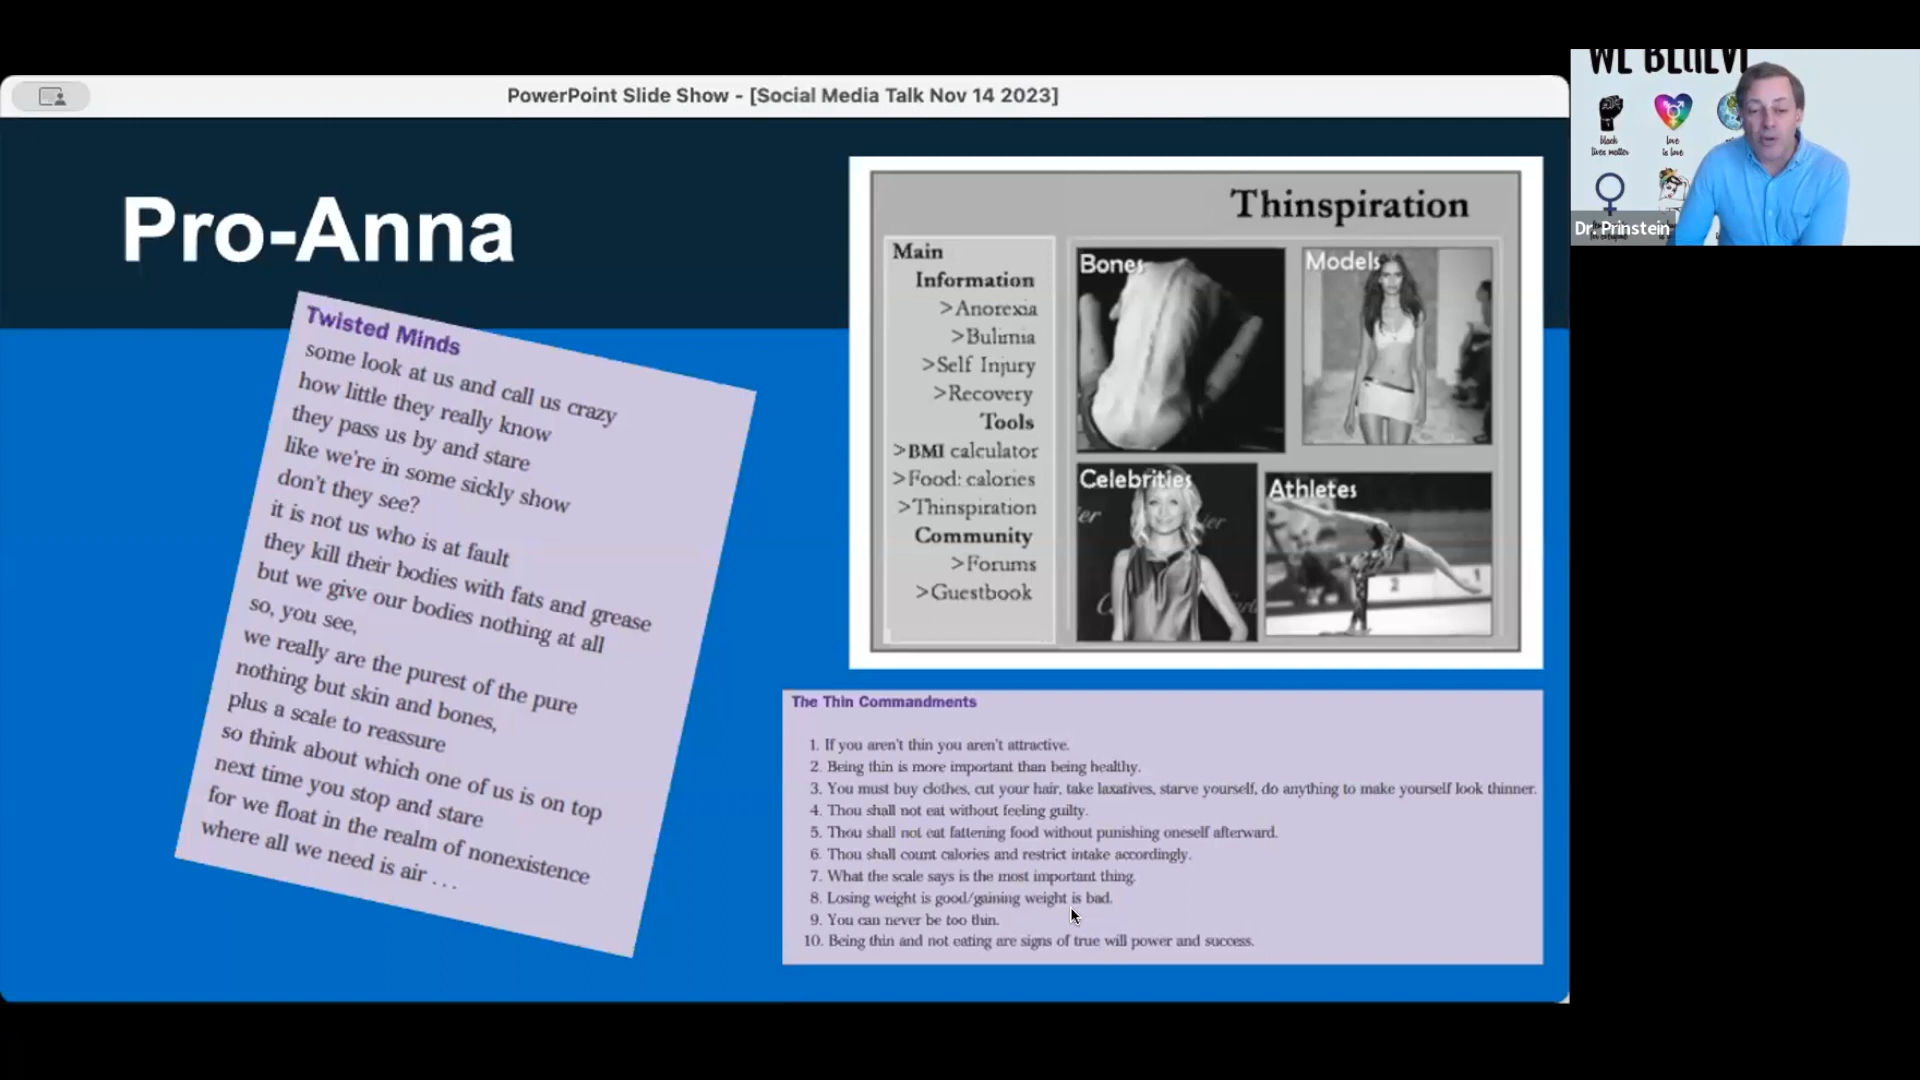 PowerPoint Slide Show - [Social Media Talk Nov 14 2023]
Pro-Anna
Twisted Minds
some look at us and call us crazy
how little they really know
they pass us by and stare
like we're in some sickly show
don't they see?
it is not us who is at fault
they kill their bodies with fats and grease
but we give our bodies nothing at all
so, you see,
we really are the purest of the pure
nothing but skin and bones,
plus a scale to reassure
so think about which one of us is on top
next time you stop and stare
for we float in the realm of nonexistence
where all we need is air . . .
Thinspiration
Main
Information
>Anorexia
>Bulimia
>Self Injury
>Recovery
Tools
>BMI calculator
>Food: calories
>Thinspiration
Community
>Forums
>Guestbook
Bones
Models
Celebrities
Athletes
2
1
The Thin Commandments
1. If you aren't thin you aren't attractive.
2. Being thin is more important than being healthy.
3. You must buy clothes, cut your hair, take laxatives, starve yourself, do anything to make yourself look thinner.
4. Thou shall not eat without feeling guilty.
5. Thou shall not eat fattening food without punishing oneself afterward.
6. Thou shall count calories and restrict intake accordingly.
7. What the scale says is the most important thing.
8. Losing weight is good/gaining weight is bad.
9. You can never be too thin.
10. Being thin and not eating are signs of true will power and success.
WE BELIEVE
black
lives matter
love
is love
Dr. Prinstein